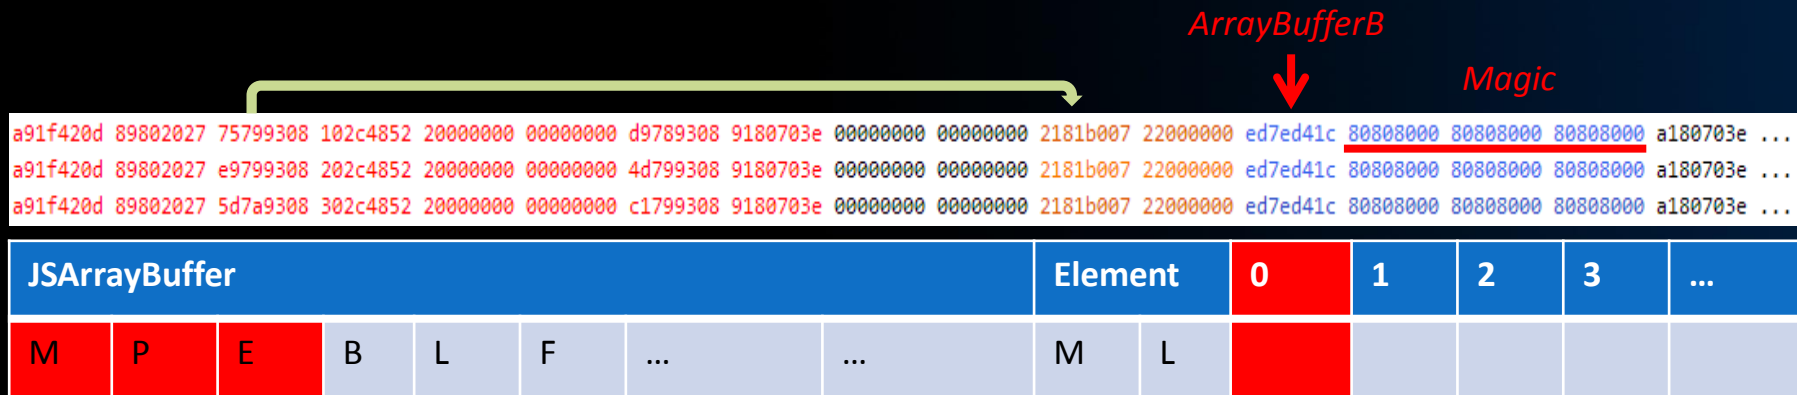 ArrayBufferB
Magic
a91f420d 89802027 75799308 102c4852 20000000 00000000 d9789308 9180703e 00000000 00000000 2181b007 22000000 ed7ed41c 80808000 80808000 80808000 a180703e ...
a91f420d 89802027 e9799308 202c4852 20000000 00000000 4d799308 9180703e 00000000 00000000 2181b007 22000000 ed7ed41c 80808000 80808000 80808000 a180703e ...
a91f420d 89802027 5d7a9308 302c4852 20000000 00000000 c1799308 9180703e 00000000 00000000 2181b007 22000000 ed7ed41c 80808000 80808000 80808000 a180703e ...
JSArrayBuffer Element 0 1 2 3 ...
M P E B L F ... ... M L